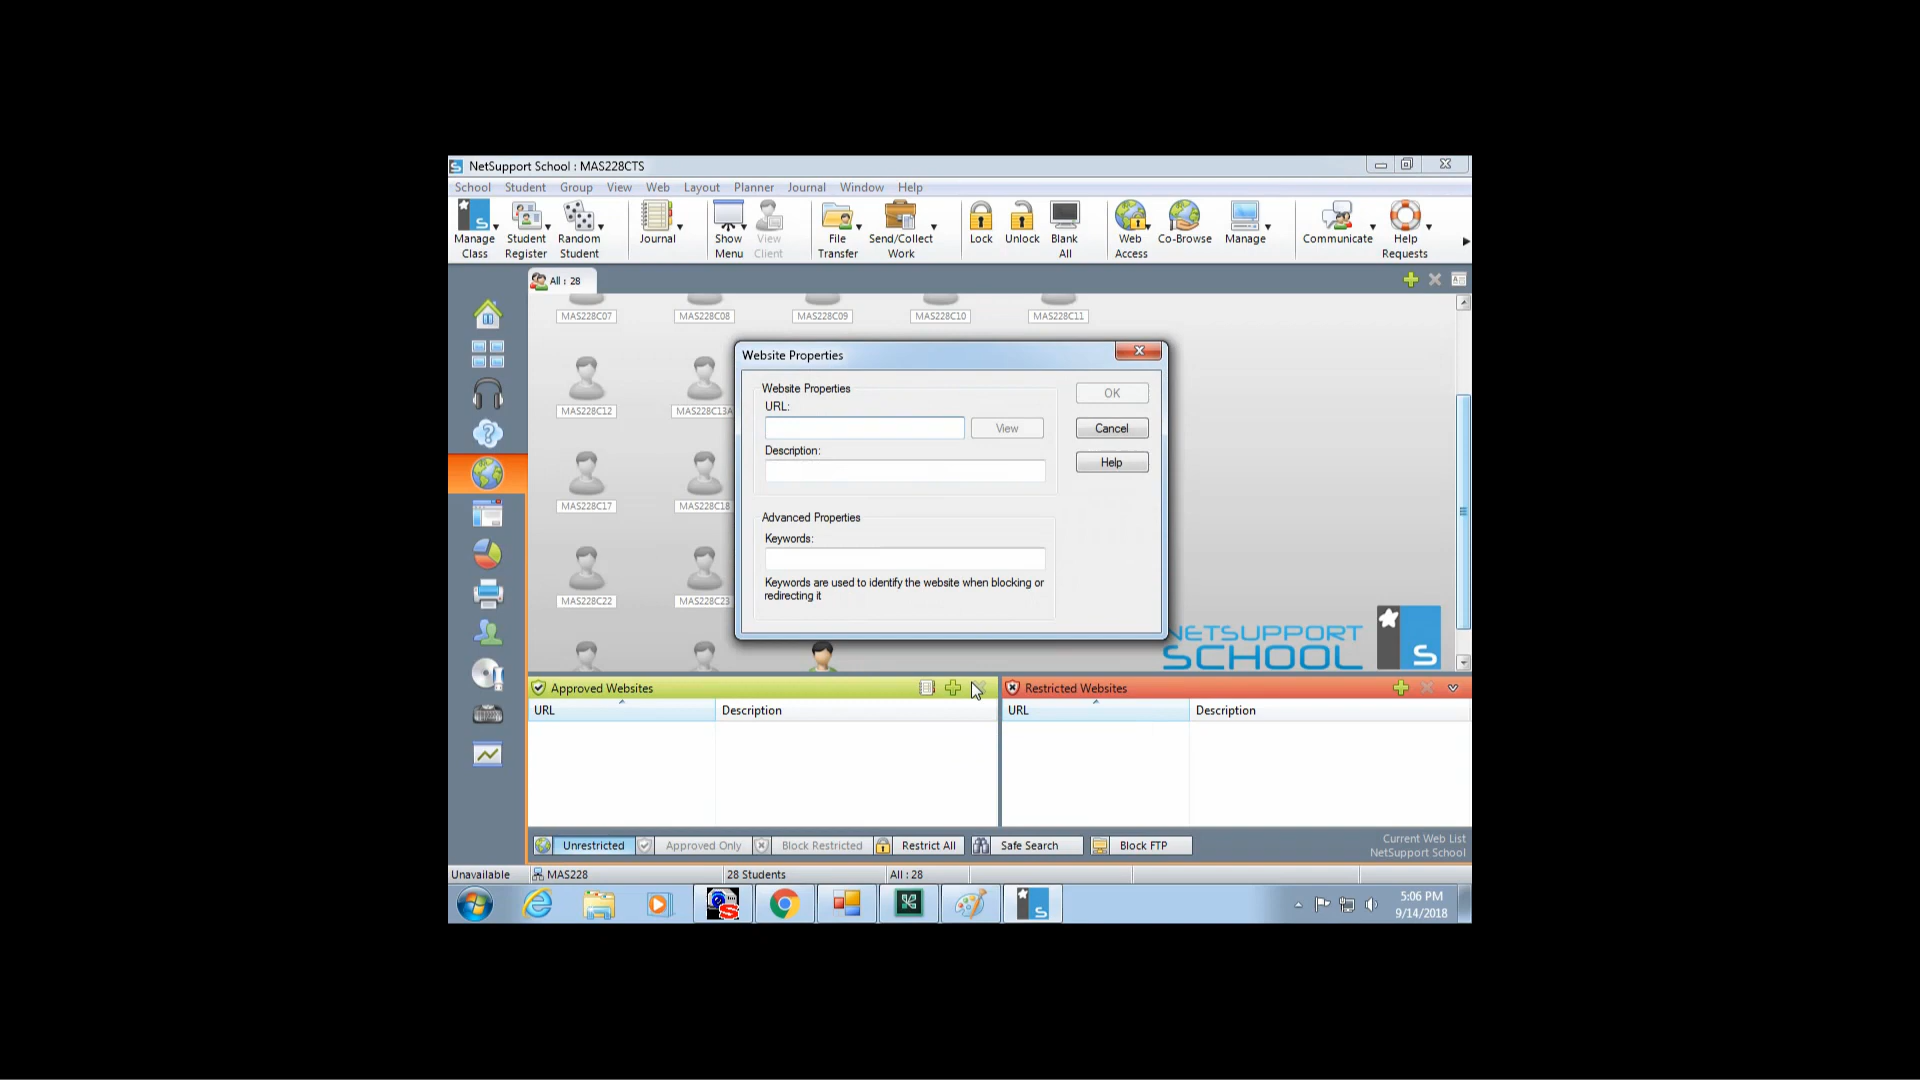 NetSupport School : MAS228CTS
School Student Group View Web Layout Planner Journal Window Help
Manage Class
Student Register
Random Student
Journal
Show Menu
View Client
File Transfer
Send/Collect Work
Lock
Unlock
Blank All
Web Access
Co-Browse
Manage
Communicate
Help Requests
All : 28
MAS228C07 MAS228C08 MAS228C09 MAS228C10 MAS228C11
MAS228C12 MAS228C13A
MAS228C17 MAS228C18
MAS228C22 MAS228C23
Website Properties
Website Properties
URL:
View
Description:
OK
Cancel
Help
Advanced Properties
Keywords:
Keywords are used to identify the website when blocking or
redirecting it
NETSUPPORT
SCHOOL
S
Approved Websites
URL Description
Restricted Websites
URL Description
Unrestricted Approved Only Block Restricted Restrict All Safe Search Block FTP
Current Web List
NetSupport School
Unavailable MAS228 28 Students All : 28
5:06 PM
9/14/2018